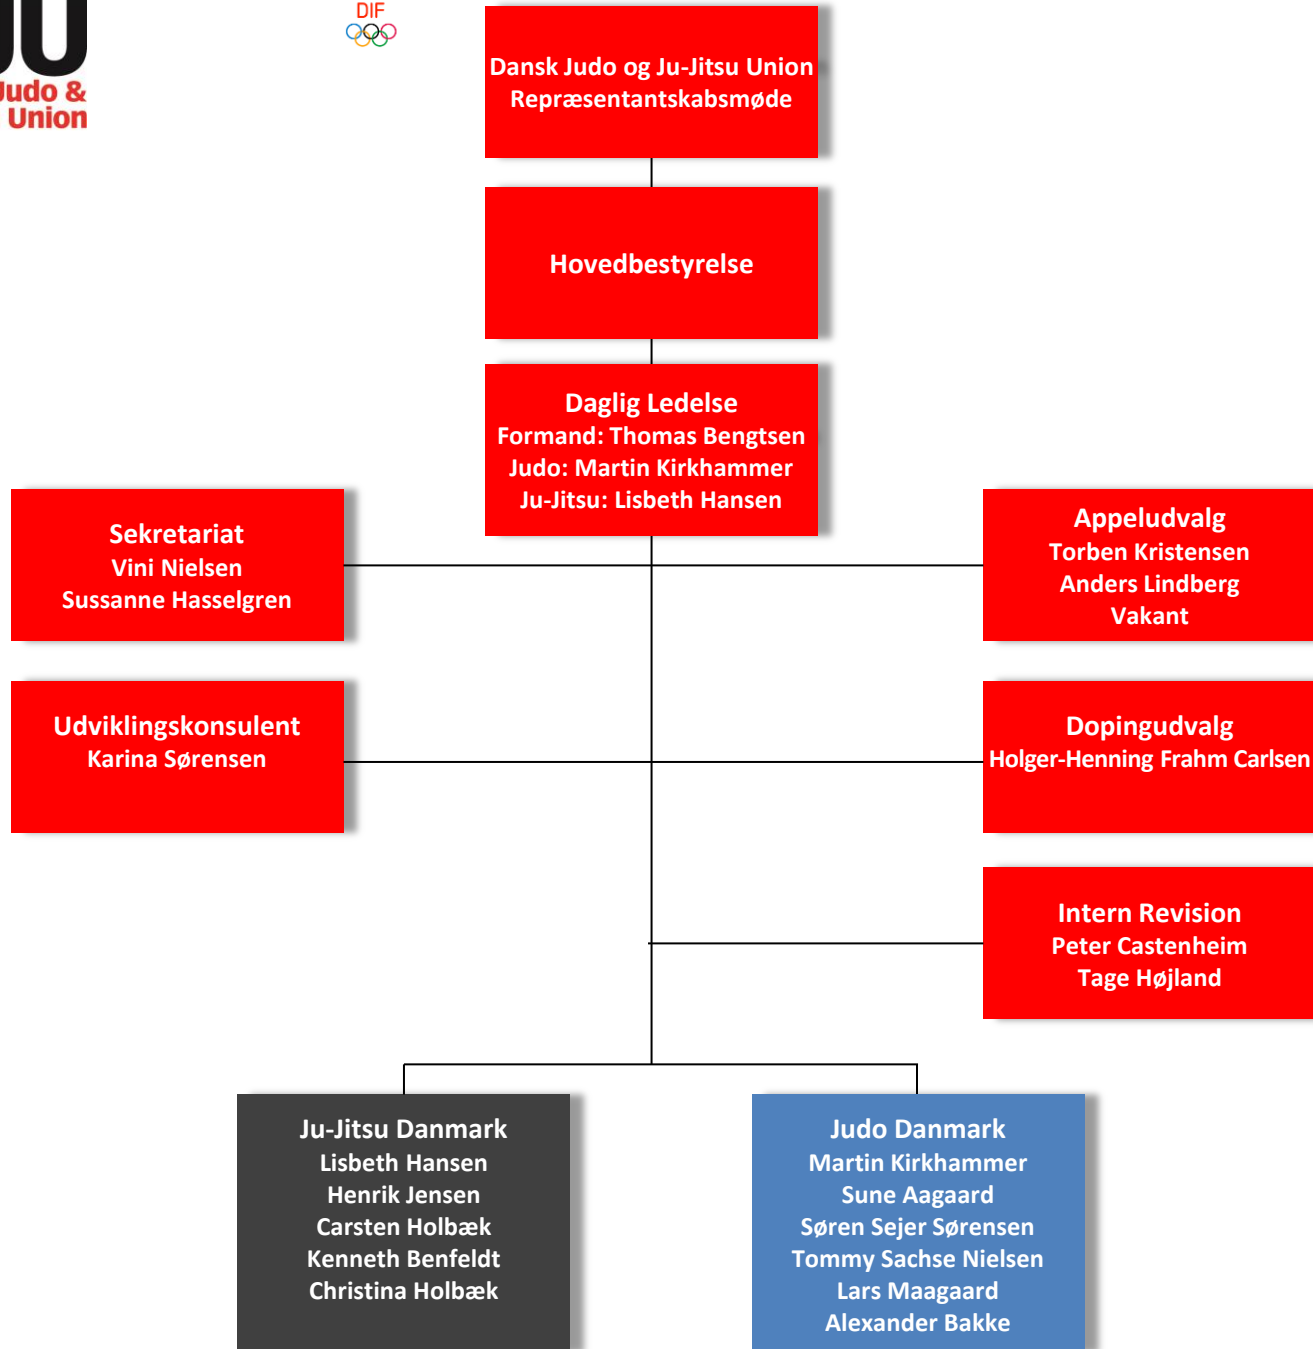 JU
Judo &
Union
DIF
Dansk Judo og Ju-Jitsu Union
Repræsentantskabsmøde
Hovedbestyrelse
Daglig Ledelse
Formand: Thomas Bengtsen
Judo: Martin Kirkhammer
Ju-Jitsu: Lisbeth Hansen
Sekretariat
Vini Nielsen
Sussanne Hasselgren
Appeludvalg
Torben Kristensen
Anders Lindberg
Vakant
Udviklingskonsulent
Karina Sørensen
Dopingudvalg
Holger-Henning Frahm Carlsen
Intern Revision
Peter Castenheim
Tage Højland
Ju-Jitsu Danmark
Lisbeth Hansen
Henrik Jensen
Carsten Holbæk
Kenneth Benfeldt
Christina Holbæk
Judo Danmark
Martin Kirkhammer
Sune Aagaard
Søren Sejer Sørensen
Tommy Sachse Nielsen
Lars Maagaard
Alexander Bakke